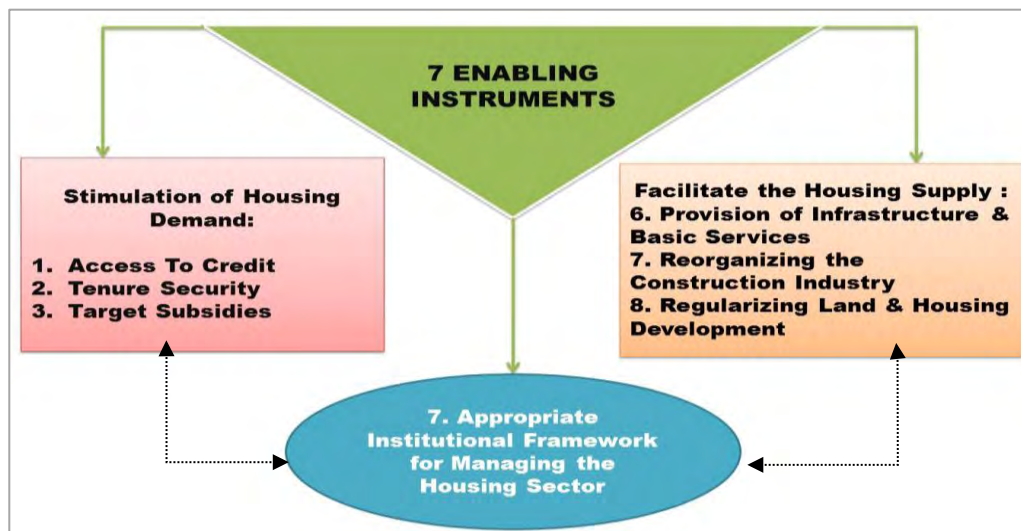 7 ENABLING
INSTRUMENTS
Stimulation of Housing
Demand:
1. Access To Credit
2. Tenure Security
3. Target Subsidies
Facilitate the Housing Supply :
6. Provision of Infrastructure &
Basic Services
7. Reorganizing the
Construction Industry
8. Regularizing Land & Housing
Development
7. Appropriate
Institutional Framework
for Managing the
Housing Sector